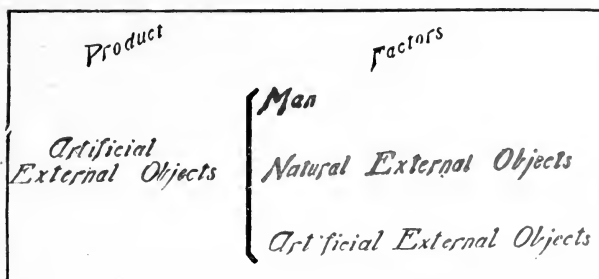 Product
Factors
Man
Artificial
External Objects
Natural External Objects
Artificial External Objects